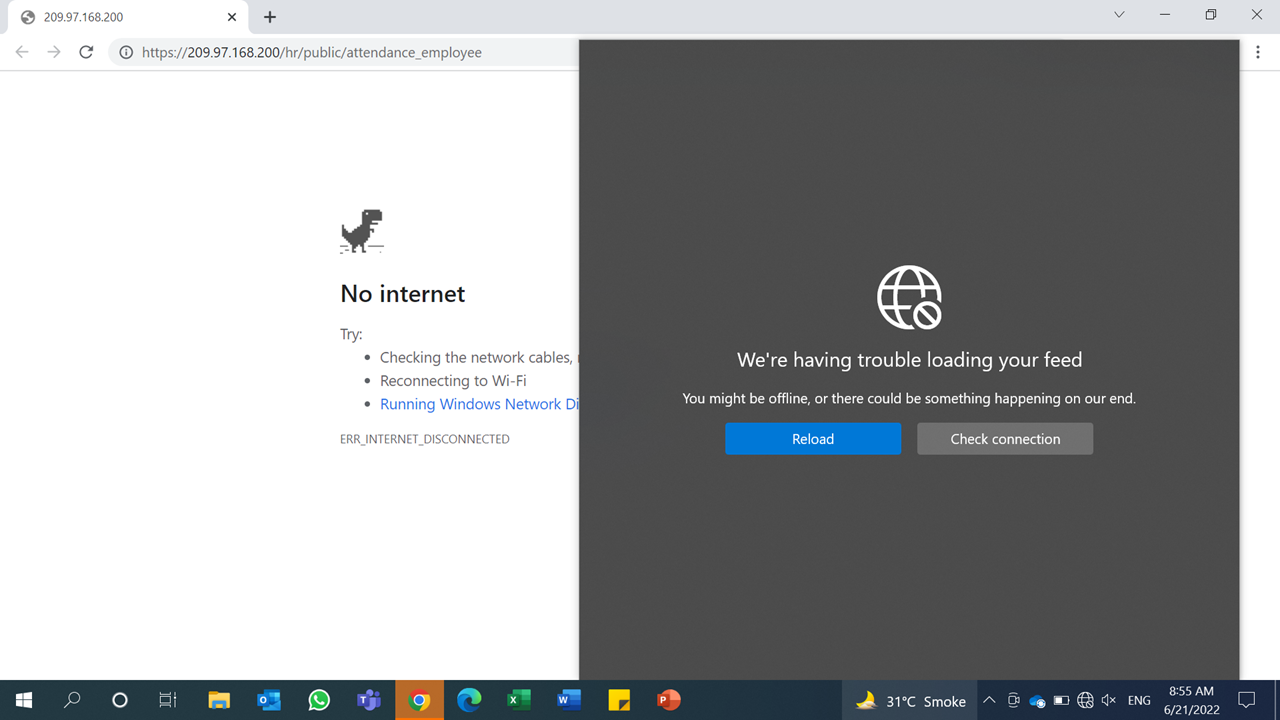 209.97.168.200
https://209.97.168.200/hr/public/attendance_employee
No internet
Try:
Checking the network cables,
Reconnecting to Wi-Fi
Running Windows Network Di
ERR_INTERNET_DISCONNECTED
We're having trouble loading your feed
You might be offline, or there could be something happening on our end.
Reload
Check connection
31°C Smoke
ENG
8:55 AM
6/21/2022